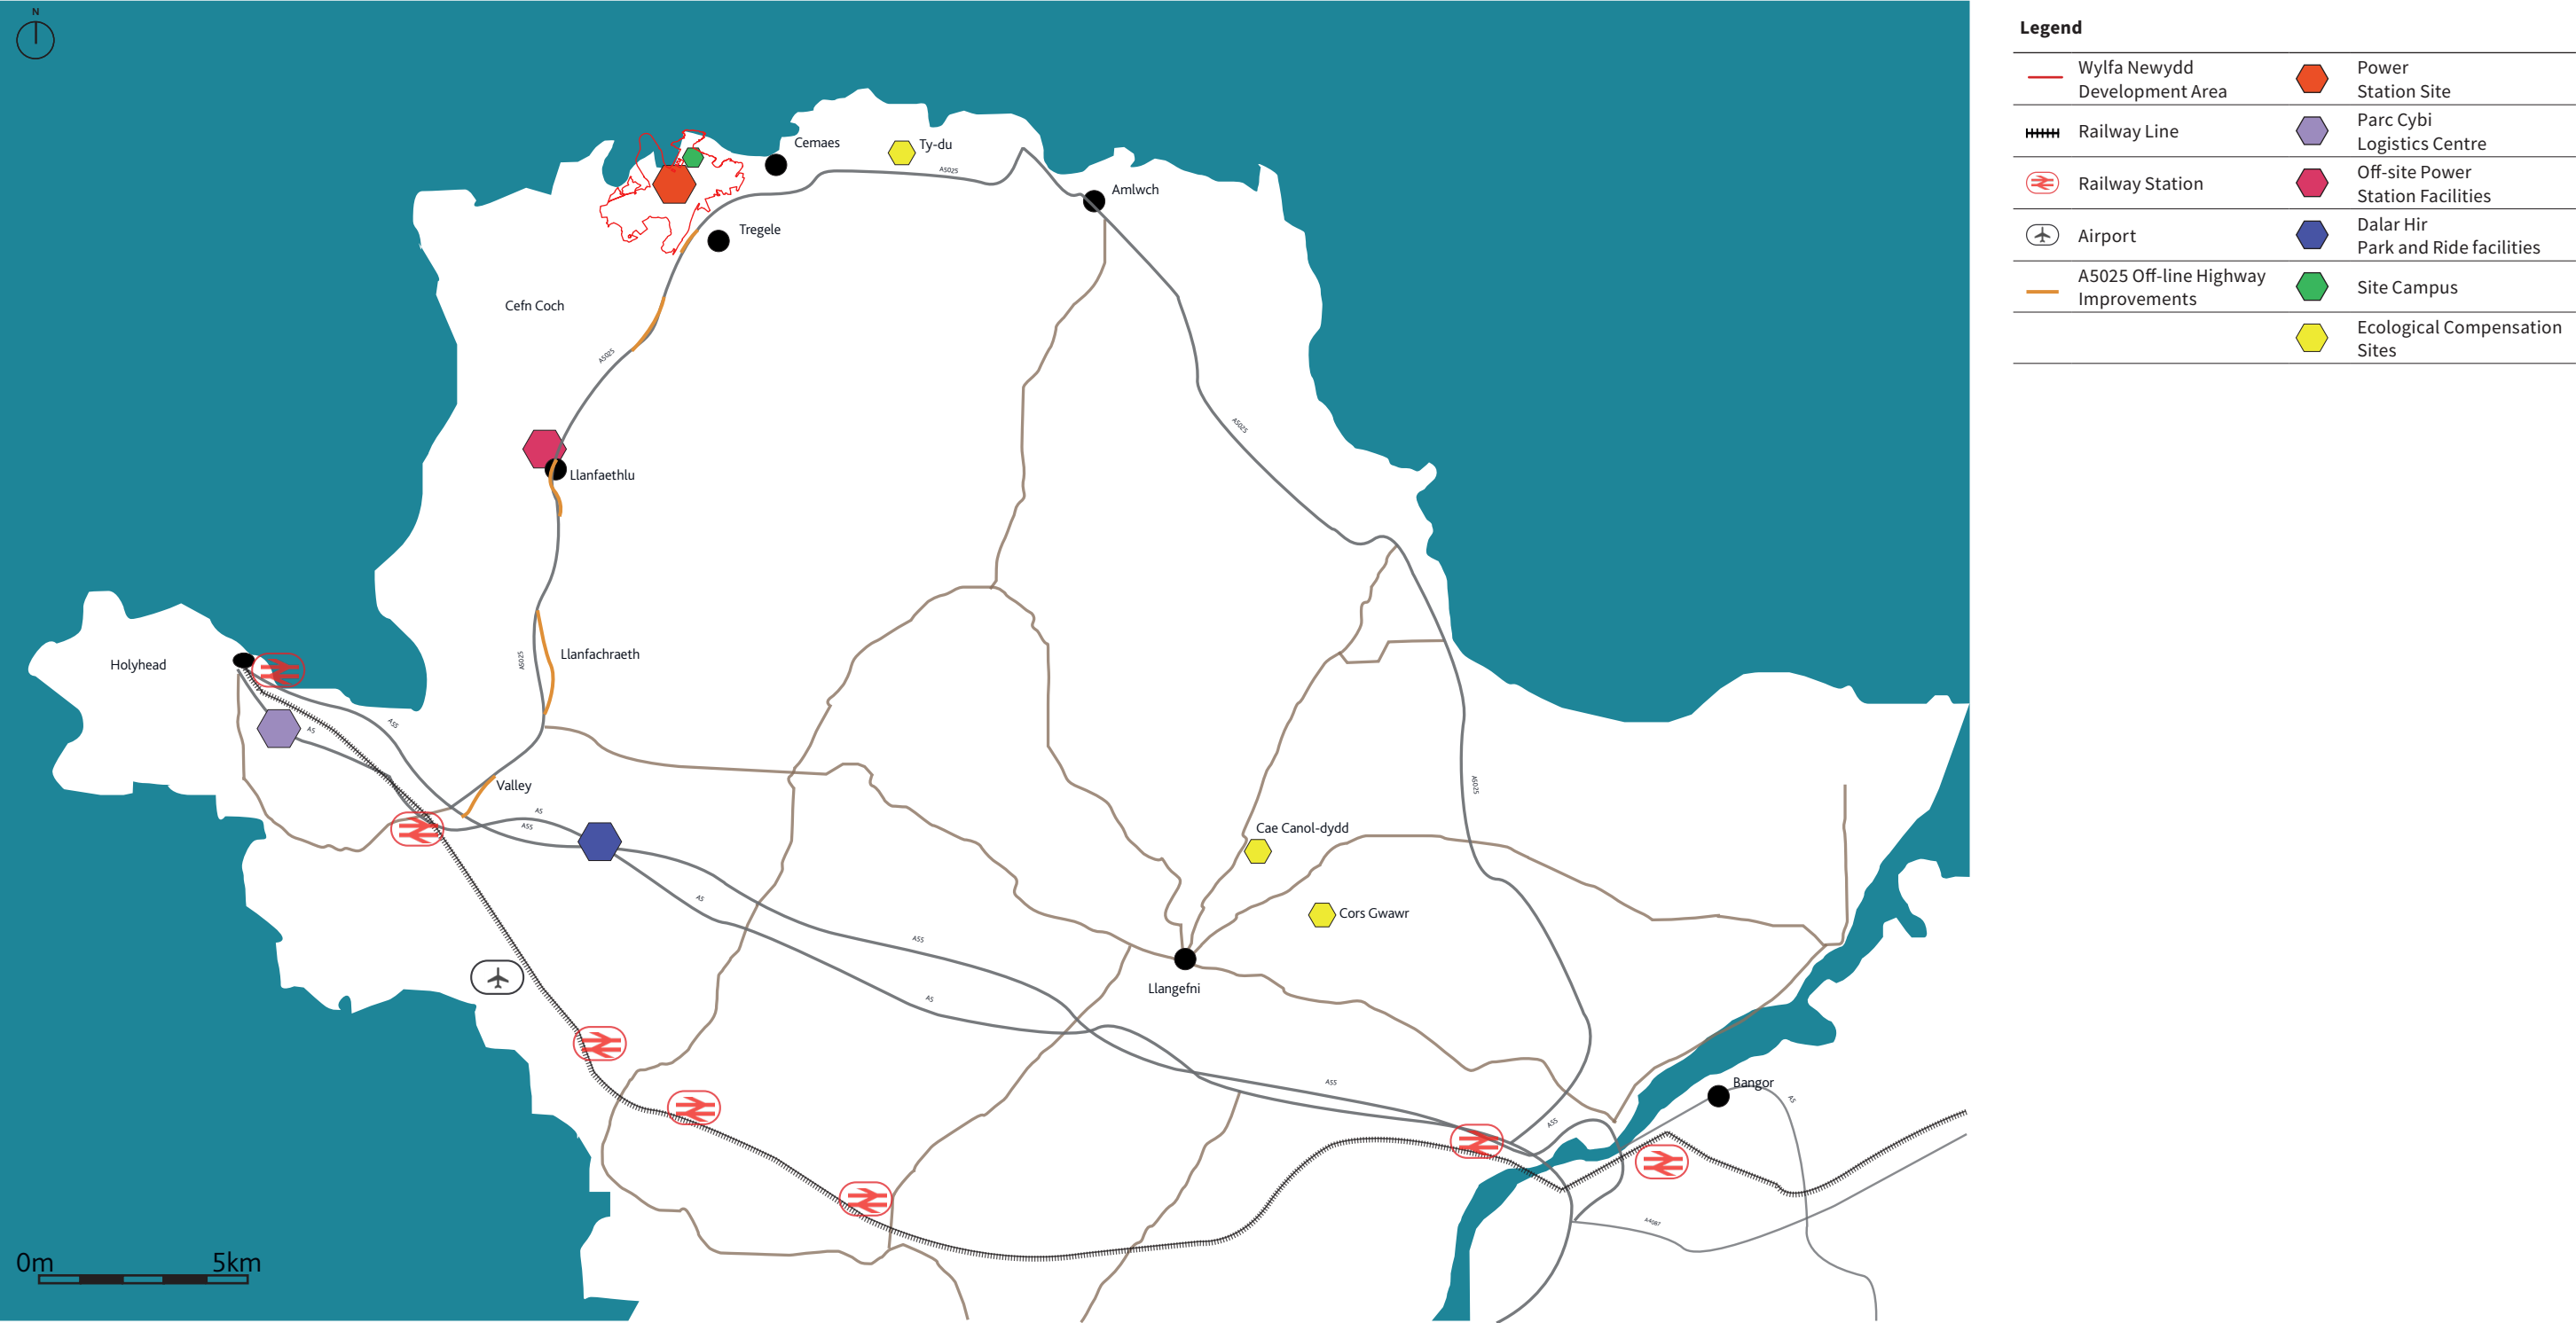 N
Cemaes
Ty-du
A5025
Amlwch
Tregele
Cefn Coch
A5025
A5025
Llanfaethlu
Llanfachraeth
A5025
Holyhead
A55
A5
Valley
A5
A55
A5025
Cae Canol-dydd
A5
Cors Gwawr
A55
Llangefni
A5
A55
Bangor
A5
A55
A4087
0m 5km
Legend
Wylfa Newydd
Development Area
Power
Station Site
Railway Line
Parc Cybi
Logistics Centre
Railway Station
Off-site Power
Station Facilities
Airport
Dalar Hir
Park and Ride facilities
A5025 Off-line Highway
Improvements
Site Campus
Ecological Compensation
Sites